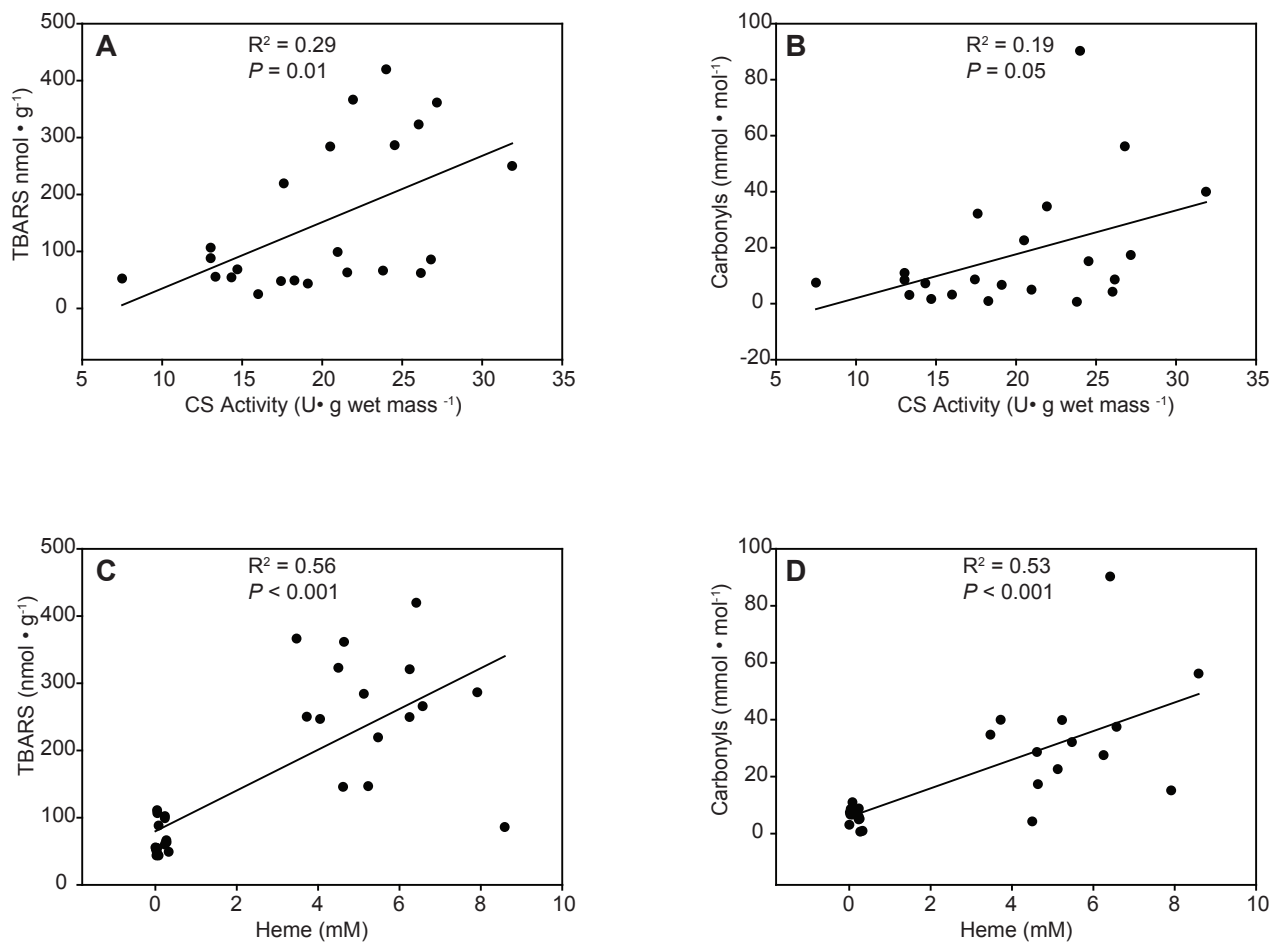 A
R² = 0.29
P = 0.01
TBARS nmol • g⁻¹)
500
400
300
200
100
0
5 10 15 20 25 30 35
CS Activity (U• g wet mass ⁻¹)
B
R² = 0.19
P = 0.05
Carbonyls (mmol • mol⁻¹)
100
80
60
40
20
0
-20
5 10 15 20 25 30 35
CS Activity (U• g wet mass ⁻¹)
C
R² = 0.56
P < 0.001
TBARS (nmol • g⁻¹)
500
400
300
200
100
0
0 2 4 6 8 10
Heme (mM)
D
R² = 0.53
P < 0.001
Carbonyls (mmol • mol⁻¹)
100
80
60
40
20
0
0 2 4 6 8 10
Heme (mM)